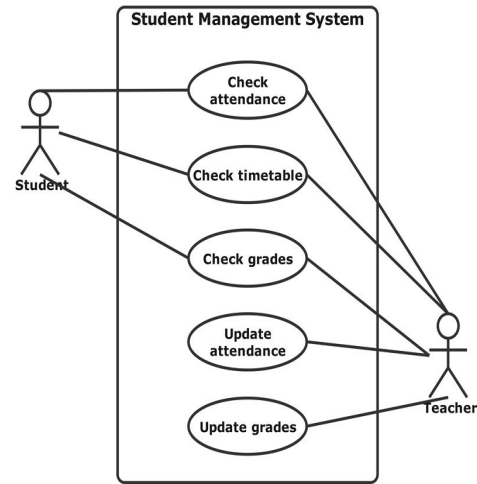 Student Management System
Check
attendance
Student
Check timetable
Check grades
Update
attendance
Teacher
Update grades